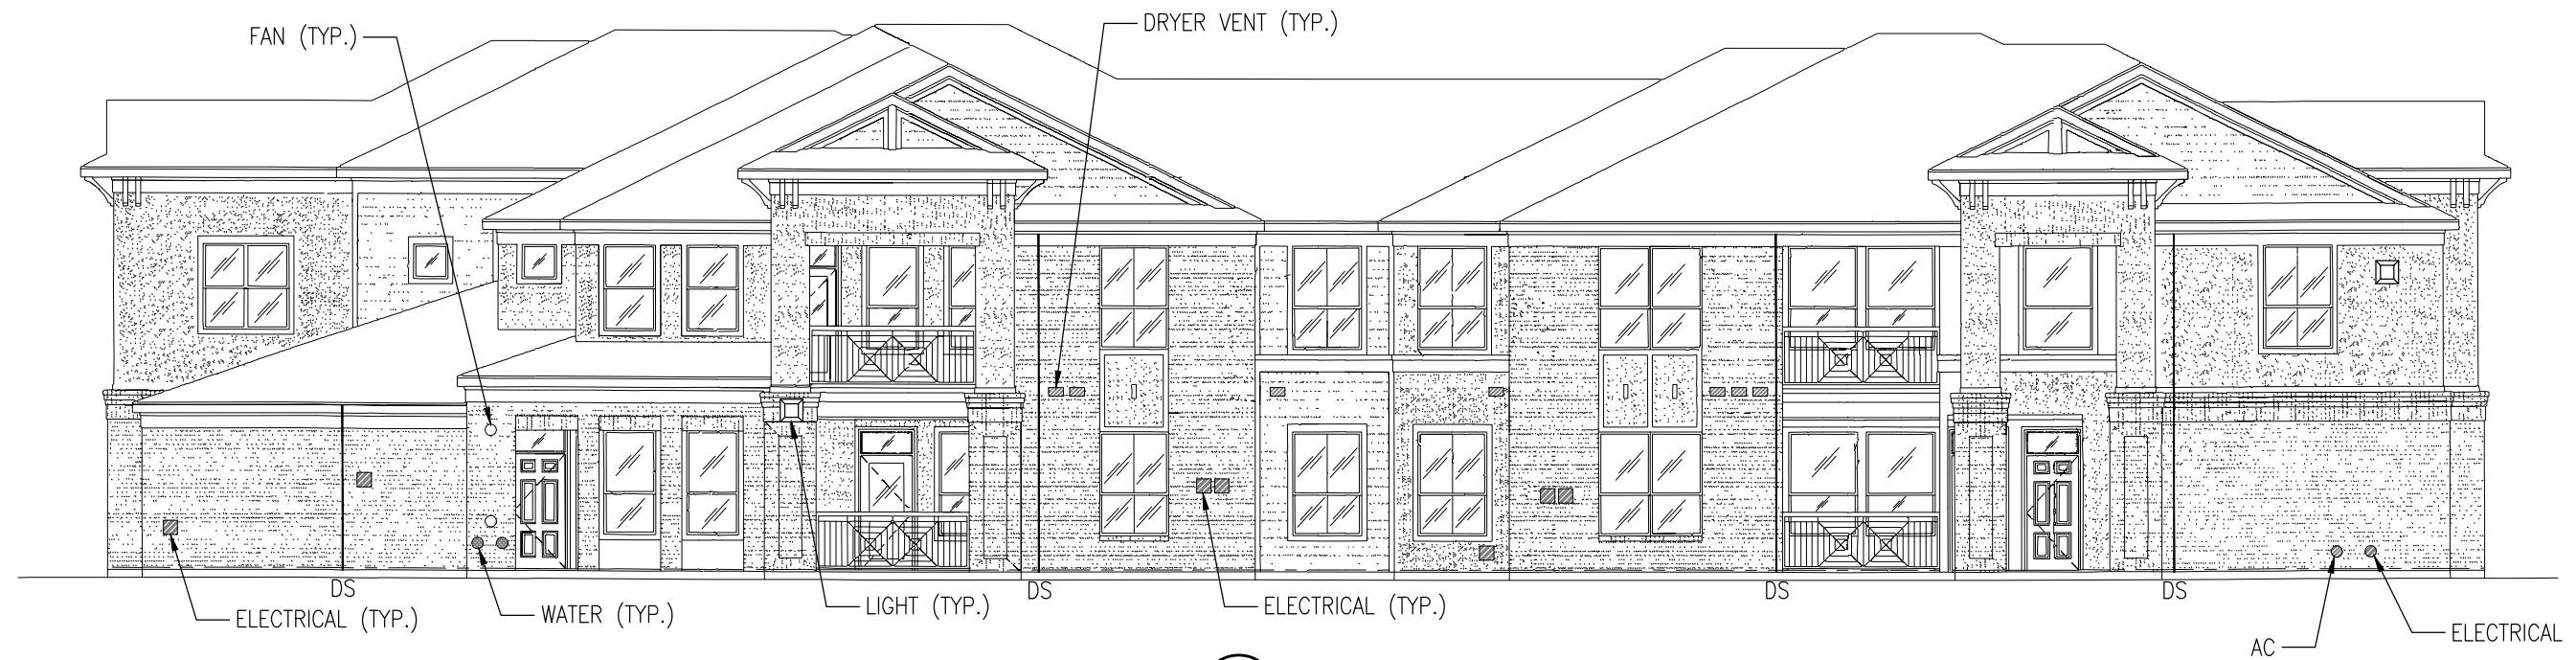 DRYER VENT (TYP.)
FAN (TYP.)
DS
DS
DS
DS
ELECTRICAL (TYP.)
WATER (TYP.)
LIGHT (TYP.)
ELECTRICAL (TYP.)
AC
ELECTRICAL